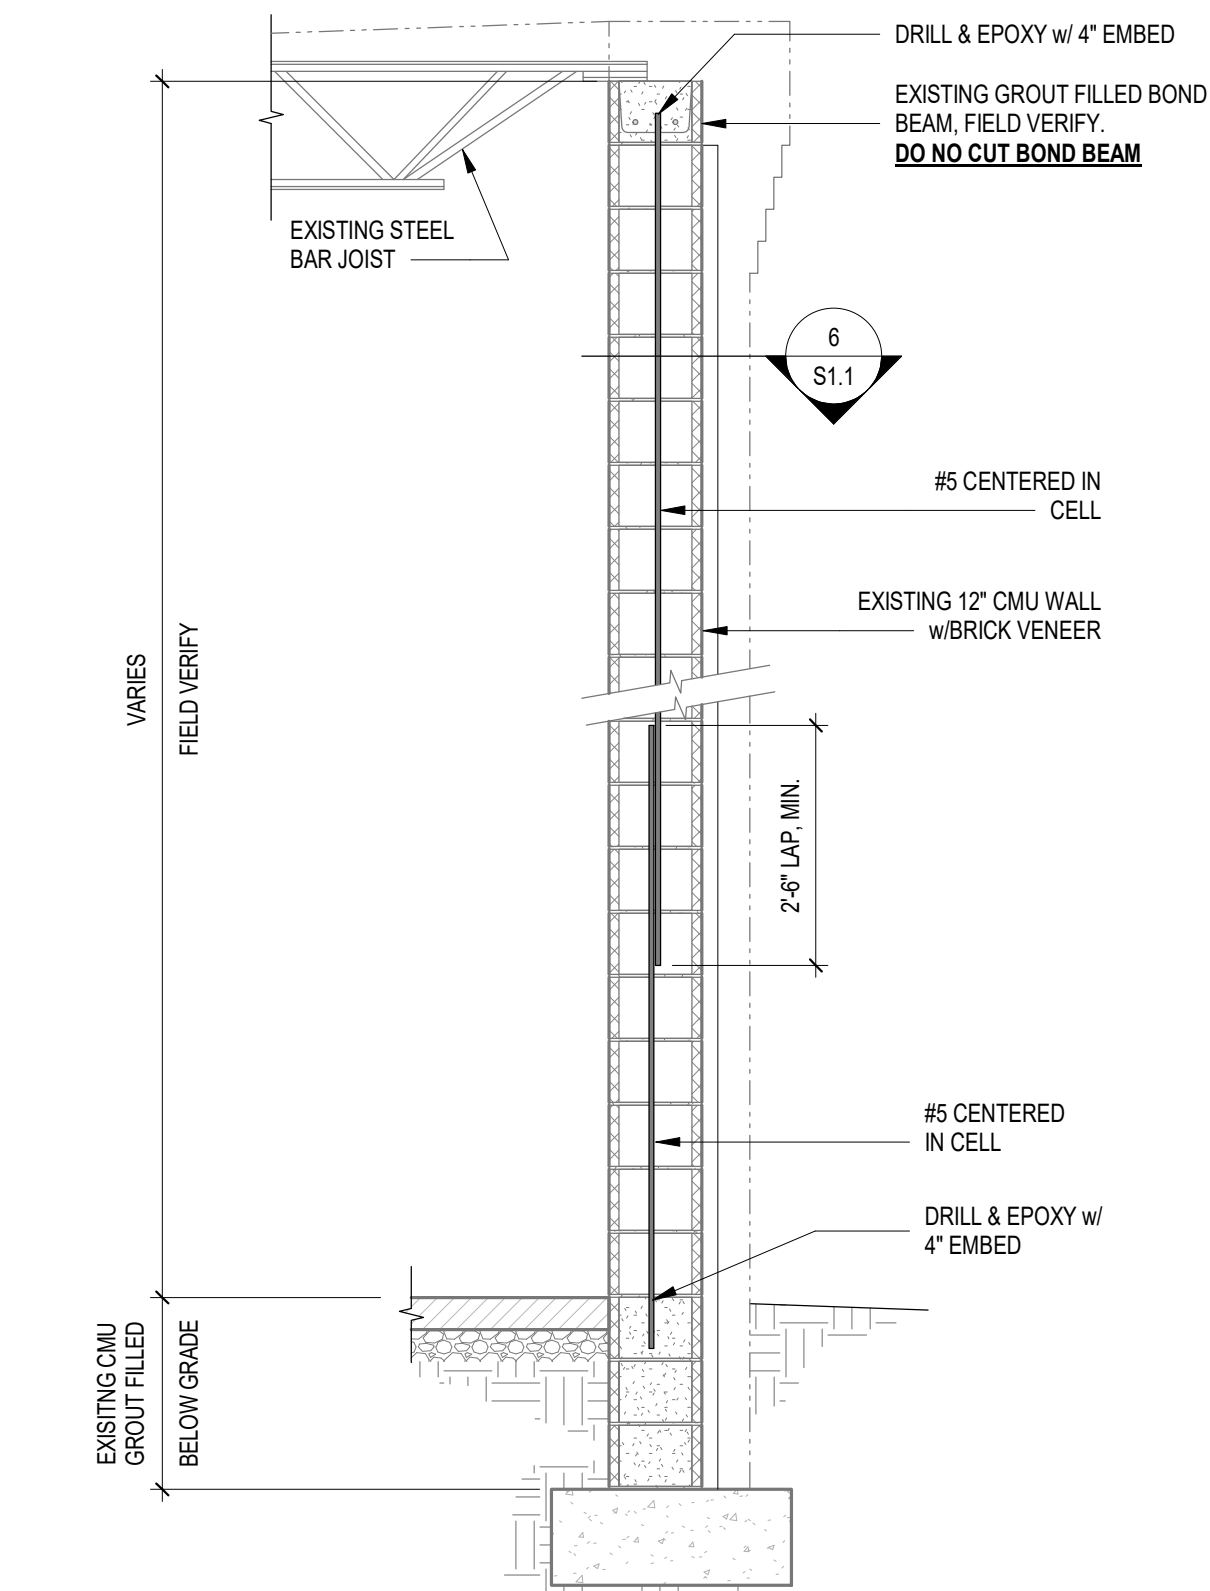 DRILL & EPOXY w/ 4" EMBED
EXISTING GROUT FILLED BOND
BEAM, FIELD VERIFY.
DO NO CUT BOND BEAM
EXISTING STEEL
BAR JOIST
6
S1.1
#5 CENTERED IN
CELL
EXISTING 12" CMU WALL
w/BRICK VENEER
VARIES
FIELD VERIFY
2'-6" LAP, MIN.
#5 CENTERED
IN CELL
DRILL & EPOXY w/
4" EMBED
EXISITNG CMU
GROUT FILLED
BELOW GRADE